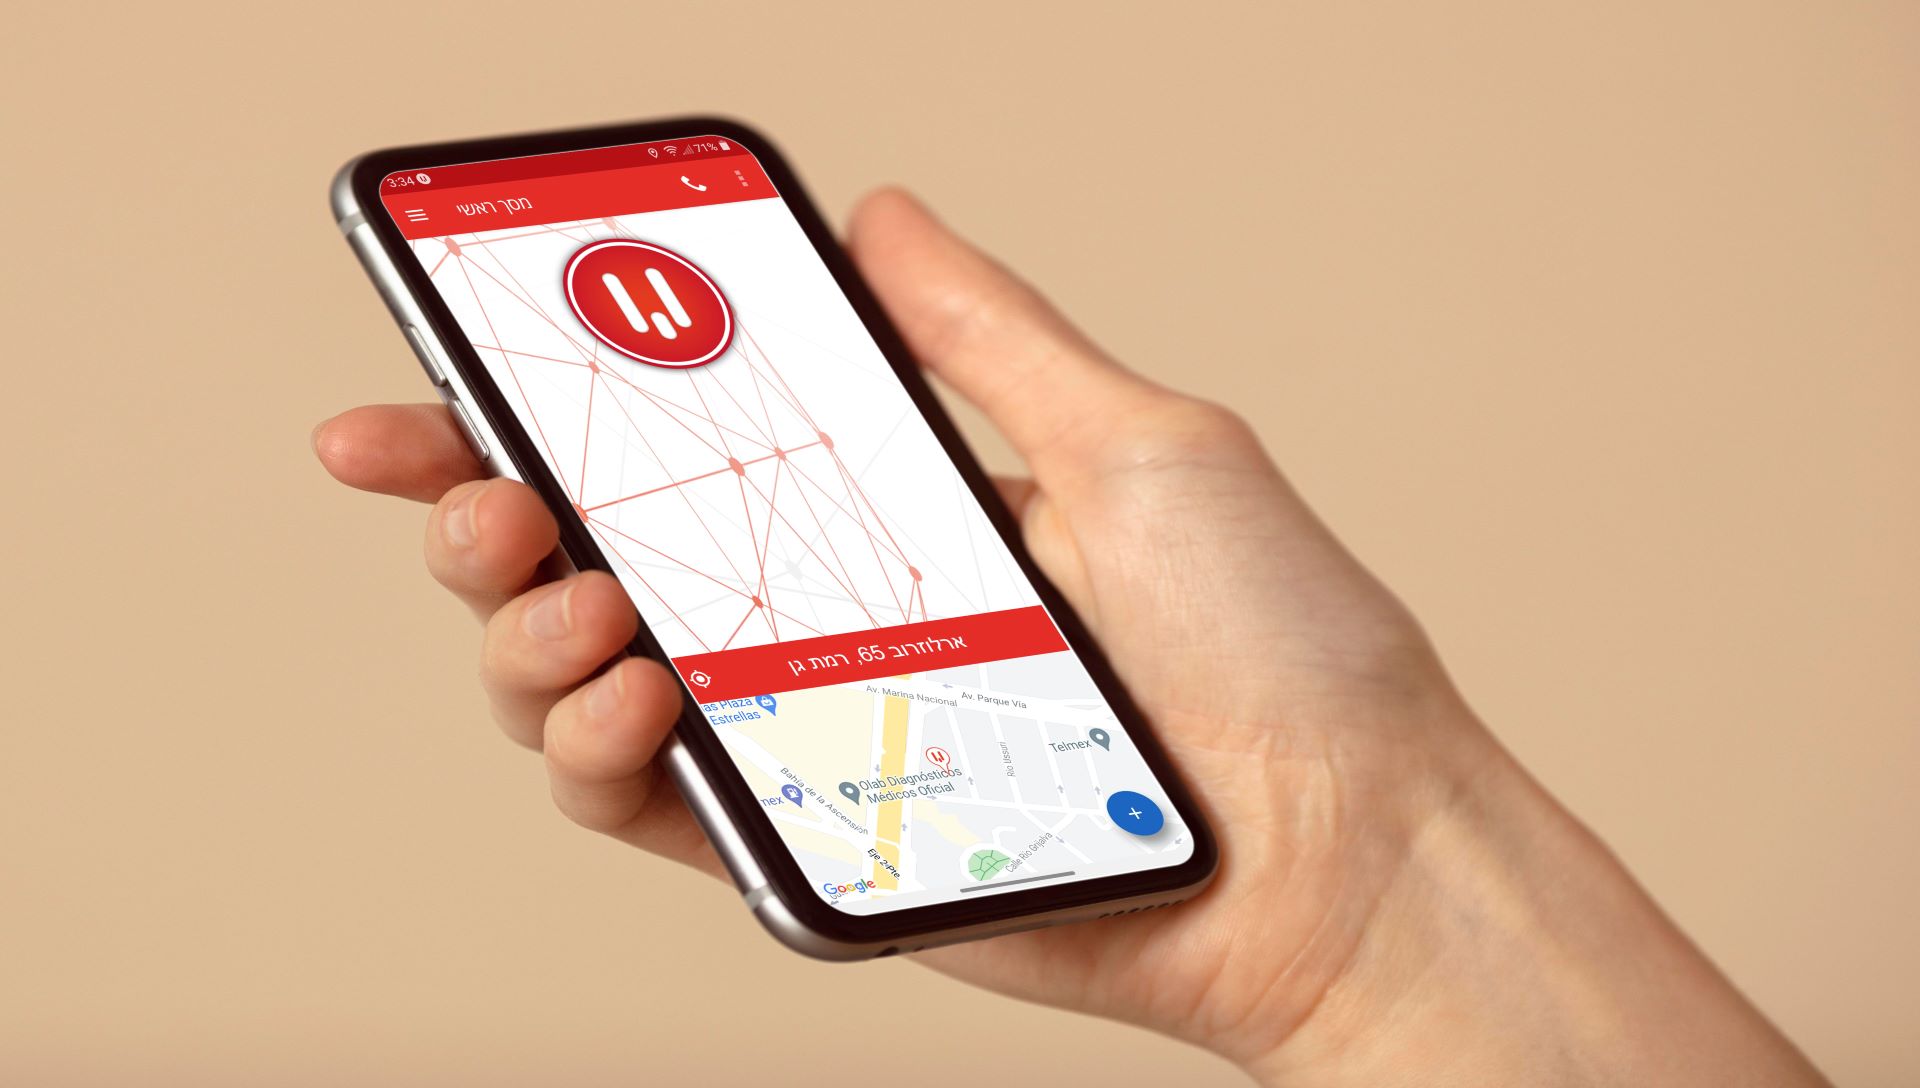 3:34
71%
מסך ראשי
ארלוזרוב 65, רמת גן
Av. Marina Nacional
Av. Parque Vía
as Plaza
Estrellas
Telmex
Río Ussuri
Olab Diagnósticos
Médicos Oficial
Bahía de la Ascensión
mex
Eje 2 Pte.
Calle Río Grijalva
Google